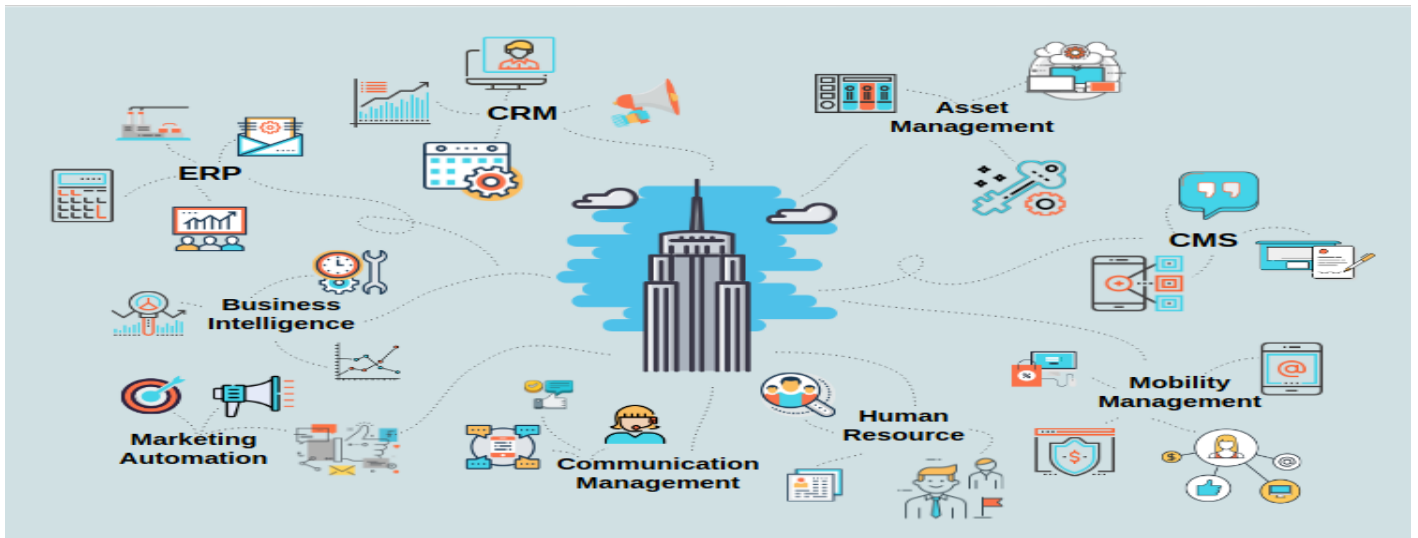 CRM
Asset
Management
ERP
CMS
Business
Intelligence
Mobility
Management
Human
Resource
Marketing
Automation
Communication
Management